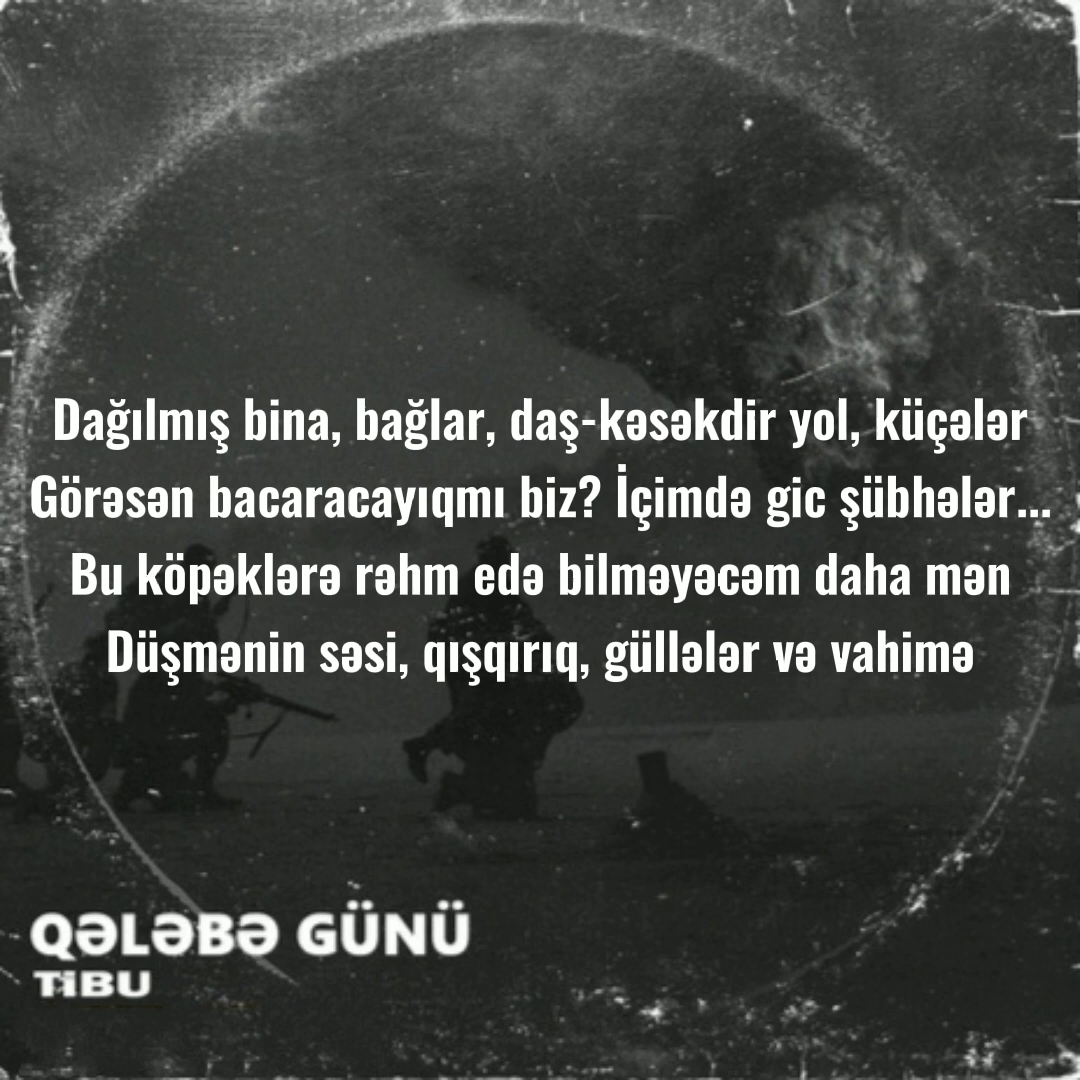 Dağılmış bina, bağlar, daş-kəsəkdir yol, küçələr
Görəsən bacaracayıqmı biz? İçimdə gic şübhələr...
Bu köpəklərə rəhm edə bilməyəcəm daha mən
Düşmənin səsi, qışqırıq, güllələr və vahimə
QƏLƏBƏ GÜNÜ
TiBU